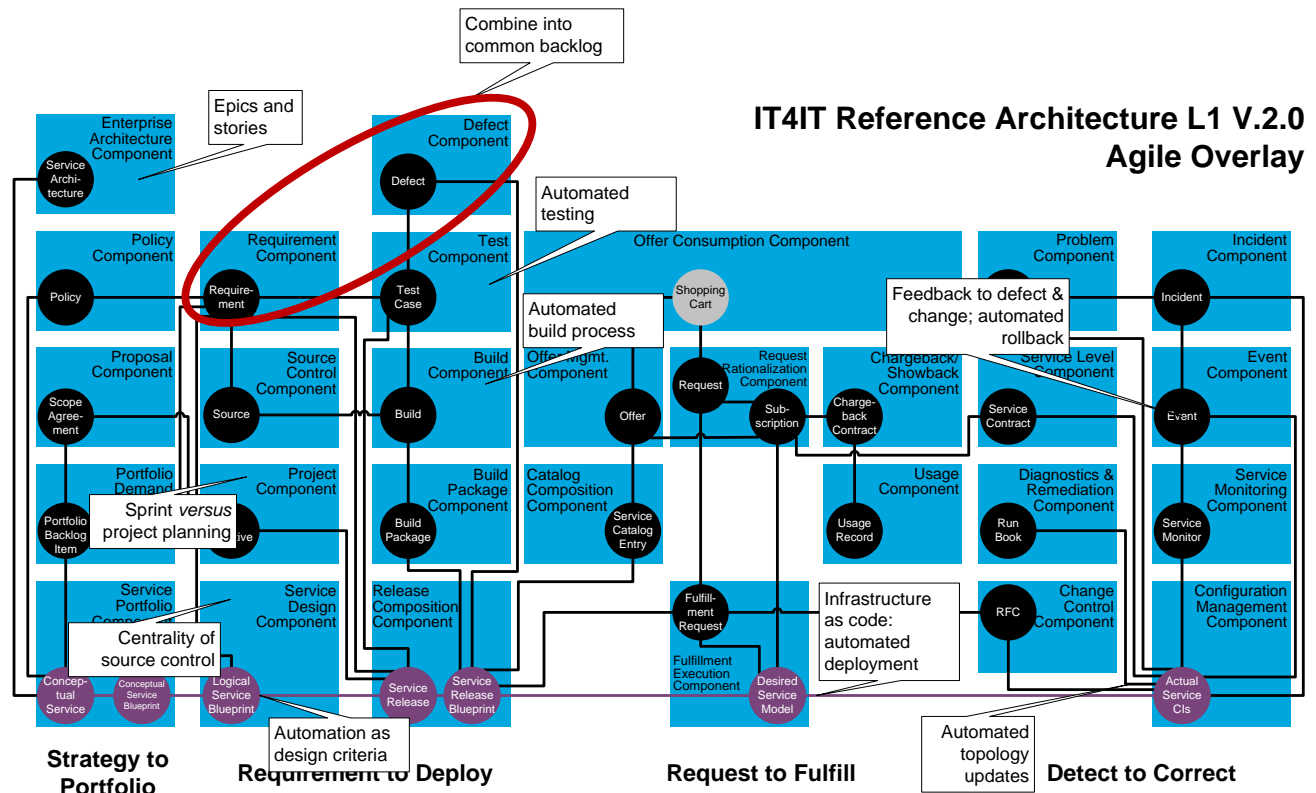 Combine into
common backlog
IT4IT Reference Architecture L1 V.2.0
Agile Overlay
Epics and
stories
Enterprise
Architecture
Component
Service
Archi-
tecture
Defect
Component
Defect
Automated
testing
Policy
Component
Policy
Requirement
Component
Require-
ment
Test
Component
Test
Case
Offer Consumption Component
Shopping
Cart
Problem
Component
Incident
Component
Incident
Feedback to defect &
change; automated
rollback
Automated
build process
Proposal
Component
Scope
Agree-
ment
Source
Control
Component
Source
Build
Component
Build
Offer Mgmt.
Component
Offer
Request
Rationalization
Component
Request
Sub-
scription
Chargeback/
Showback
Component
Charge-
back
Contract
Service Level
Component
Service
Contract
Event
Component
Event
Portfolio
Demand
Portfolio
Backlog
Item
Project
Component
Sprint versus
project planning
tive
Build
Package
Component
Build
Package
Catalog
Composition
Component
Service
Catalog
Entry
Usage
Component
Usage
Record
Diagnostics &
Remediation
Component
Run
Book
Service
Monitoring
Component
Service
Monitor
Service
Portfolio
Component
Centrality of
source control
Service
Design
Component
Release
Composition
Component
Fulfill-
ment
Request
Fulfillment
Execution
Component
Infrastructure
as code:
automated
deployment
RFC
Change
Control
Component
Configuration
Management
Component
Concep-
tual
Service
Conceptual
Service
Blueprint
Logical
Service
Blueprint
Service
Release
Service
Release
Blueprint
Desired
Service
Model
Actual
Service
CIs
Automation as
design criteria
Automated
topology
updates
Strategy to
Portfolio
Requirement to Deploy
Request to Fulfill
Detect to Correct